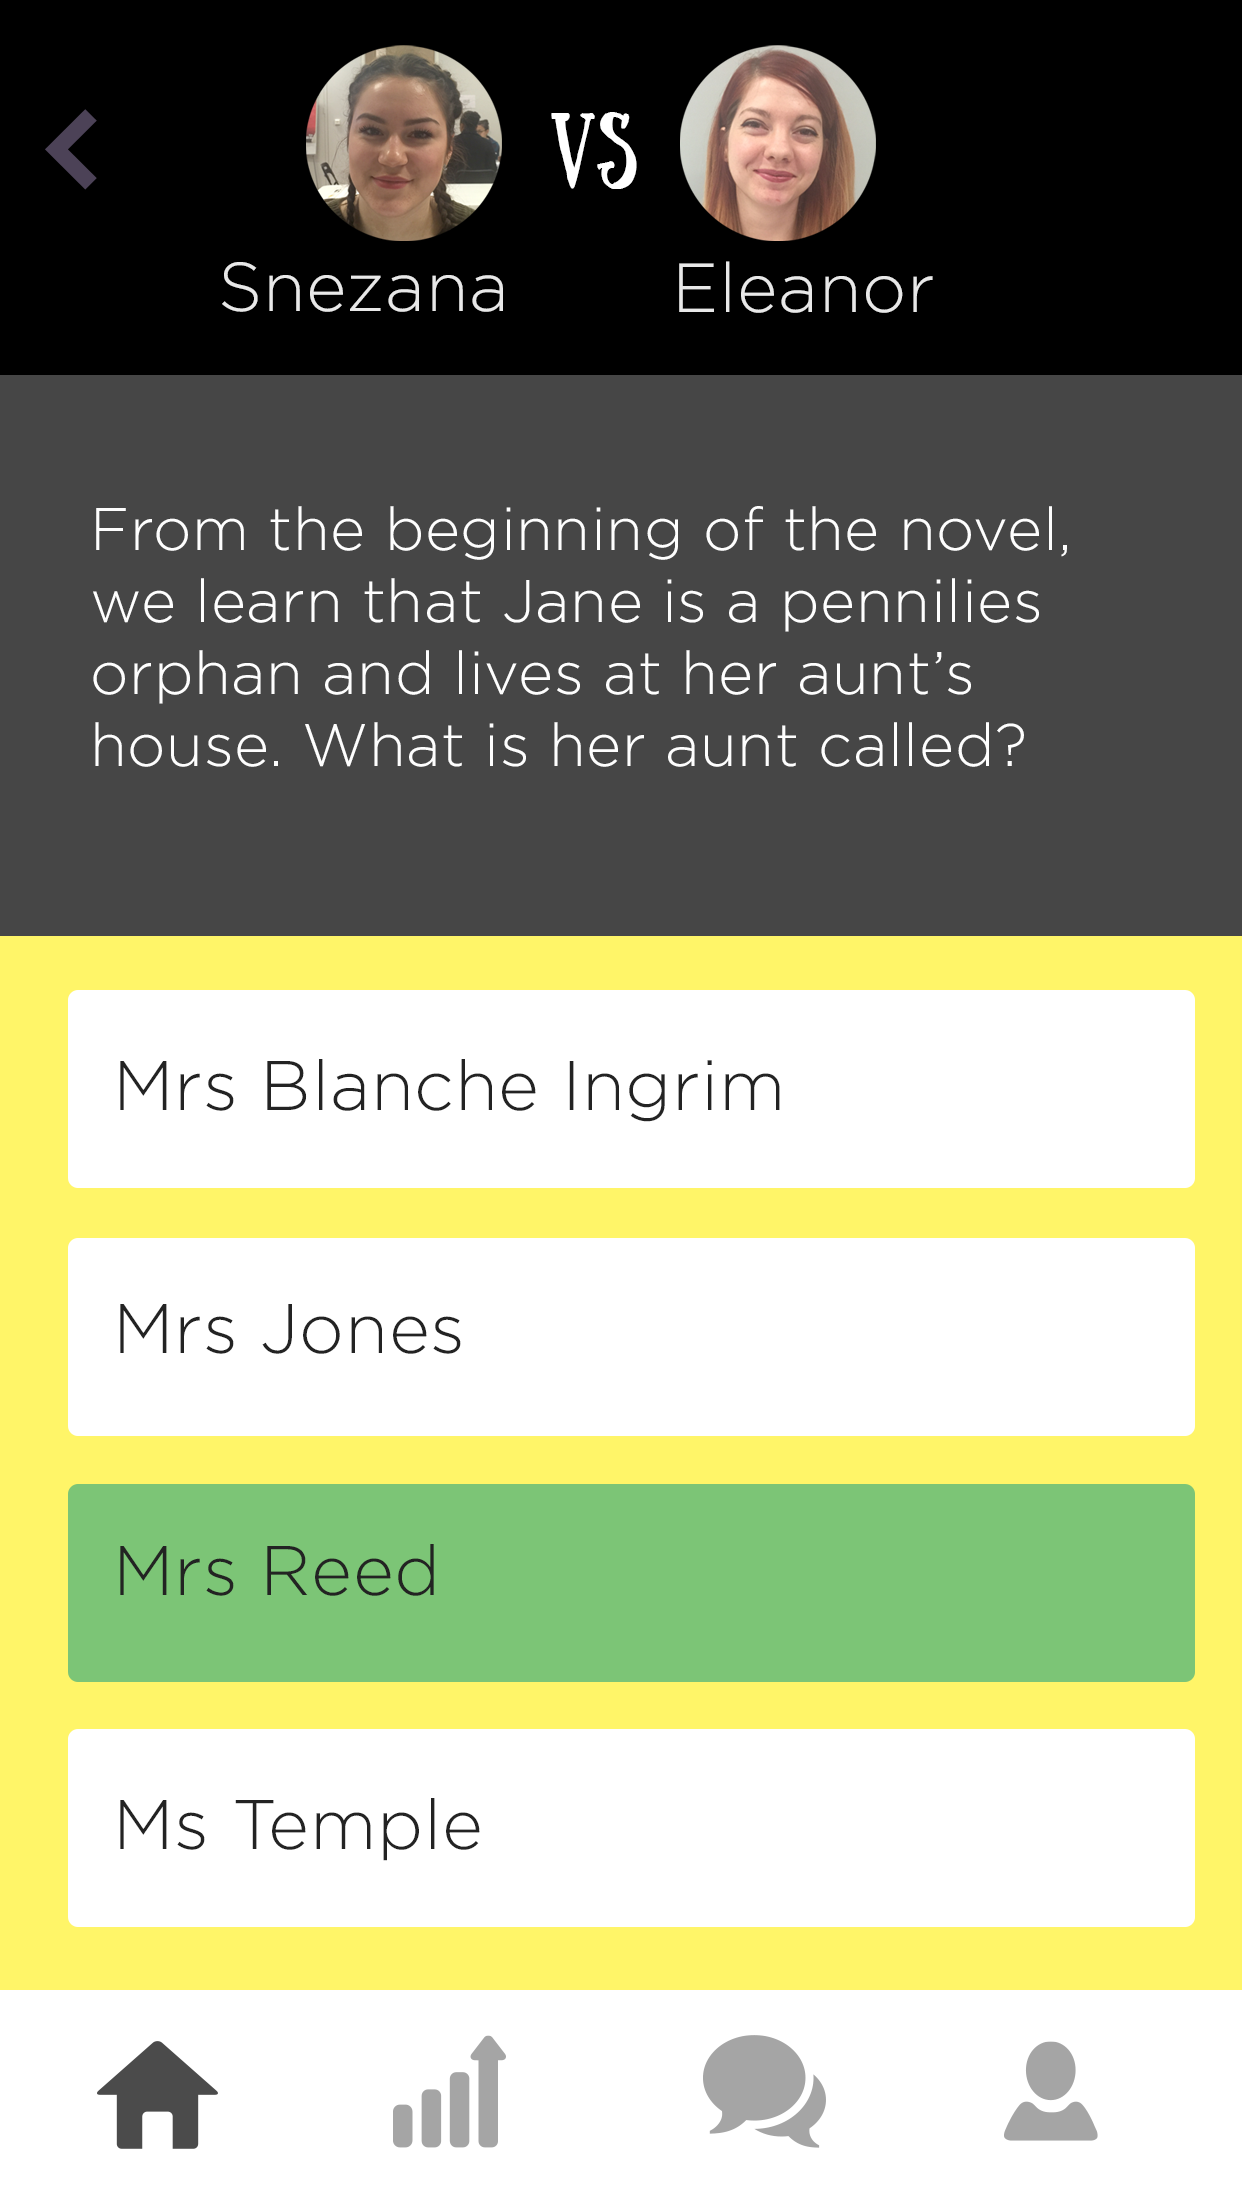 VS
Snezana
Eleanor
From the beginning of the novel,
we learn that Jane is a pennilies
orphan and lives at her aunt’s
house. What is her aunt called?
Mrs Blanche Ingrim
Mrs Jones
Mrs Reed
Ms Temple